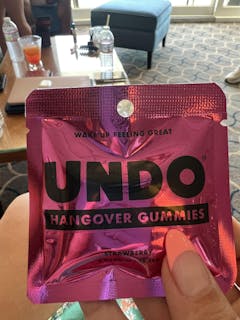 WAKE UP FEELING GREAT
UNDO
HANGOVER GUMMIES
STRAWBERRY